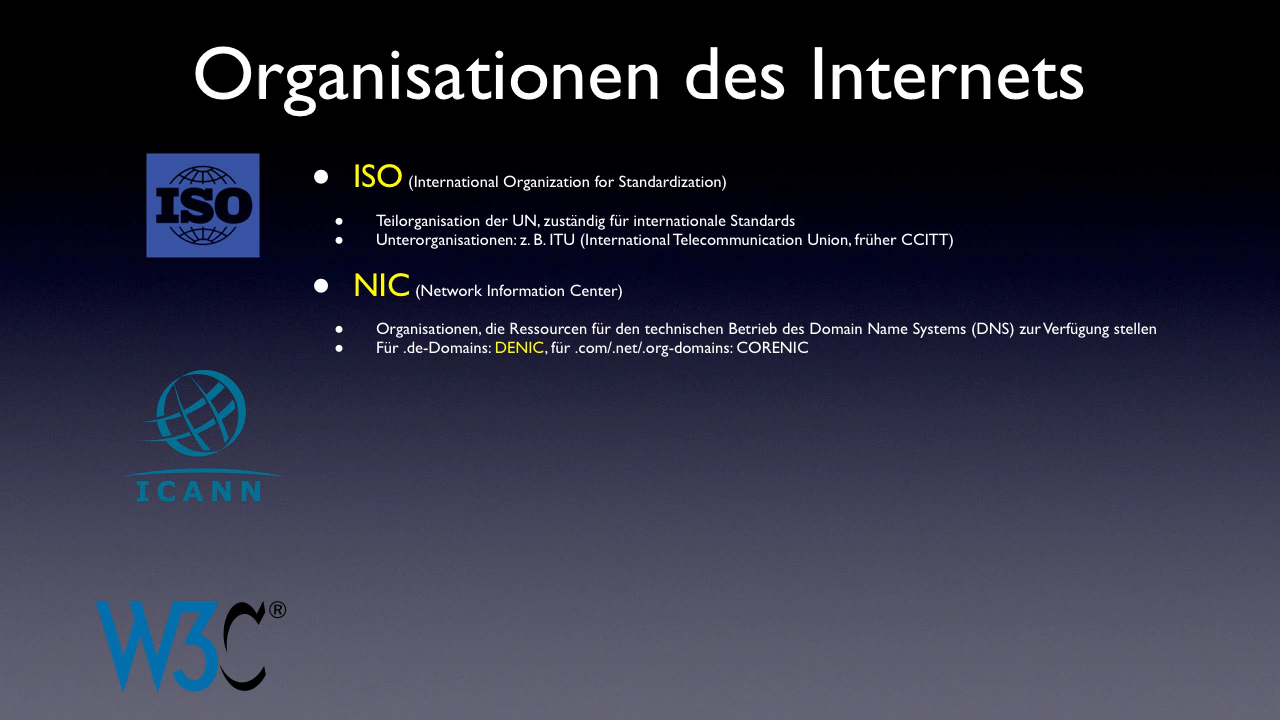 Organisationen des Internets
ISO
• ISO (International Organization for Standardization)
• Teilorganisation der UN, zuständig für internationale Standards
• Unterorganisationen: z. B. ITU (International Telecommunication Union, früher CCITT)
• NIC (Network Information Center)
• Organisationen, die Ressourcen für den technischen Betrieb des Domain Name Systems (DNS) zur Verfügung stellen
• Für .de-Domains: DENIC, für .com/.net/.org-domains: CORENIC
ICANN
W3C®